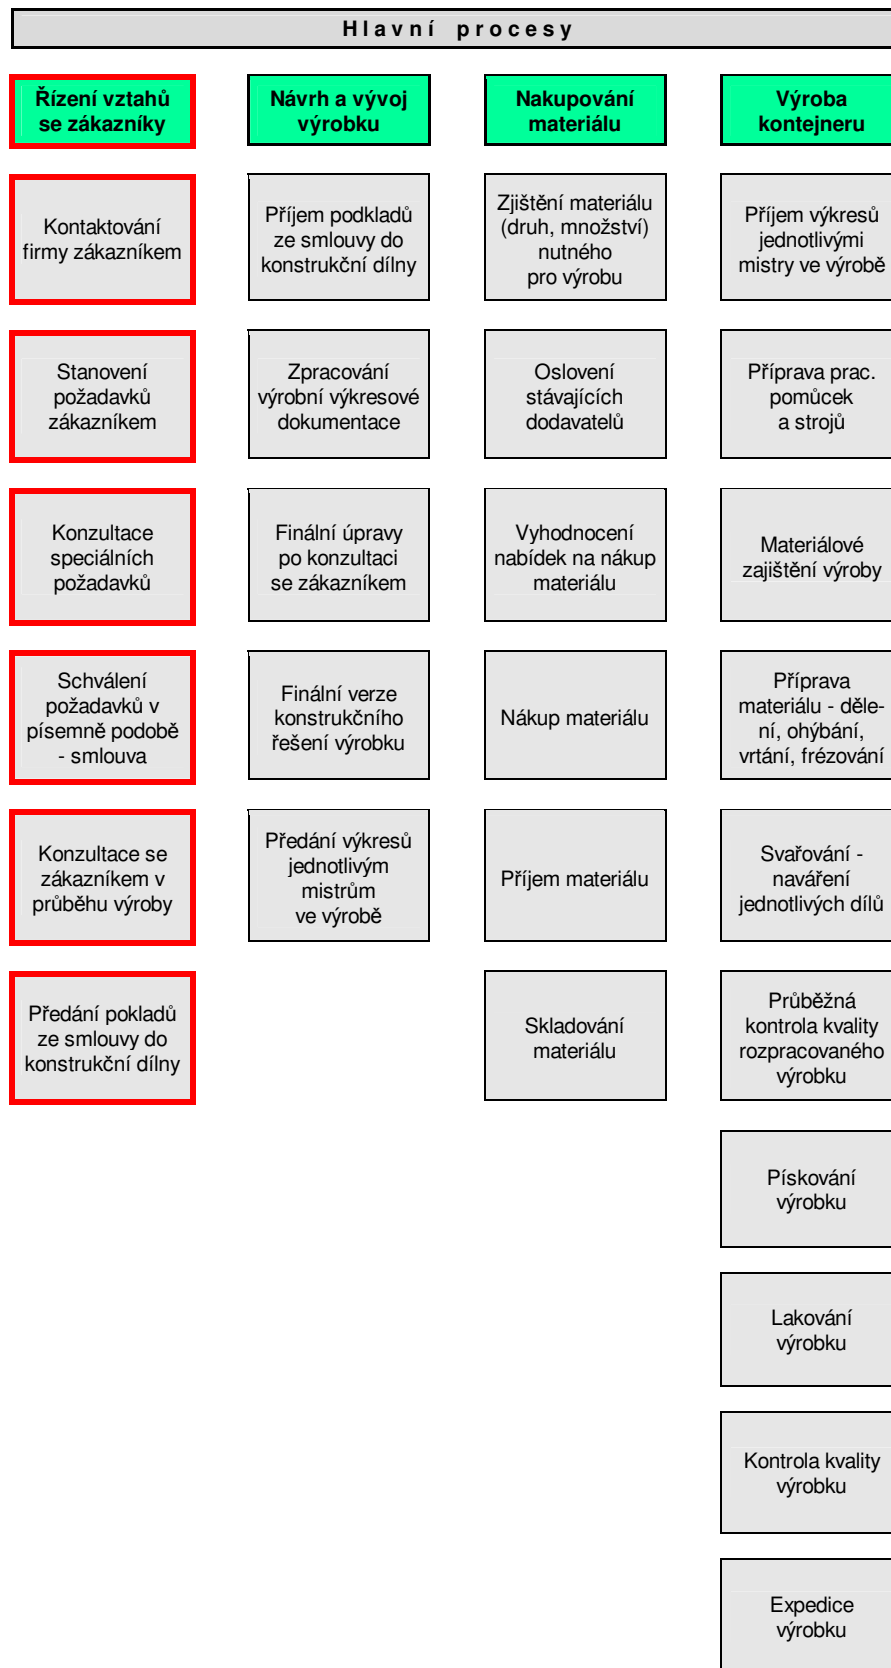 Hlavní procesy
Řízení vztahů
se zákazníky
Kontaktování
firmy zákazníkem
Stanovení
požadavků
zákazníkem
Konzultace
speciálních
požadavků
Schválení
požadavků v
písemně podobě
- smlouva
Konzultace se
zákazníkem v
průběhu výroby
Předání pokladů
ze smlouvy do
konstrukční dílny
Návrh a vývoj
výrobku
Příjem podkladů
ze smlouvy do
konstrukční dílny
Zpracování
výrobní výkresové
dokumentace
Finální úpravy
po konzultaci
se zákazníkem
Finální verze
konstrukčního
řešení výrobku
Předání výkresů
jednotlivým
mistrům
ve výrobě
Nakupování
materiálu
Zjištění materiálu
(druh, množství)
nutného
pro výrobu
Oslovení
stávajících
dodavatelů
Vyhodnocení
nabídek na nákup
materiálu
Nákup materiálu
Příjem materiálu
Skladování
materiálu
Výroba
kontejneru
Příjem výkresů
jednotlivými
mistry ve výrobě
Příprava prac.
pomůcek
a strojů
Materiálové
zajištění výroby
Příprava
materiálu - děle-
ní, ohýbání,
vrtání, frézování
Svařování -
naváření
jednotlivých dílů
Průběžná
kontrola kvality
rozpracovaného
výrobku
Pískování
výrobku
Lakování
výrobku
Kontrola kvality
výrobku
Expedice
výrobku